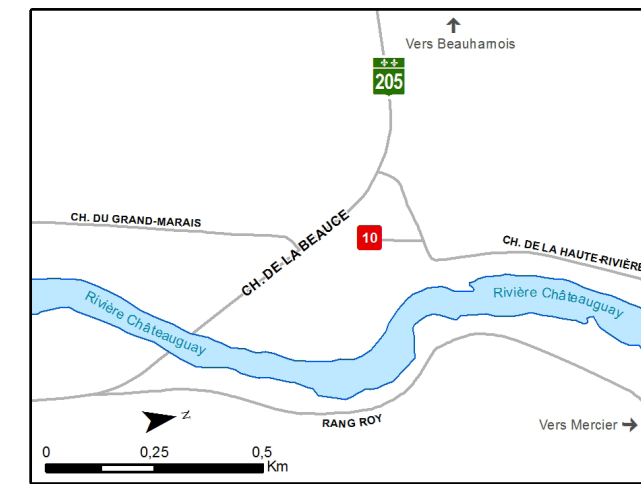 Vers Beauharnois
205
CH. DU GRAND-MARAIS
CH. DE LA BEAUCE
10
CH. DE LA HAUTE-RIVIÈRE
Rivière Châteauguay
Rivière Châteauguay
RANG ROY
N
Vers Mercier
0 0,25 0,5
Km